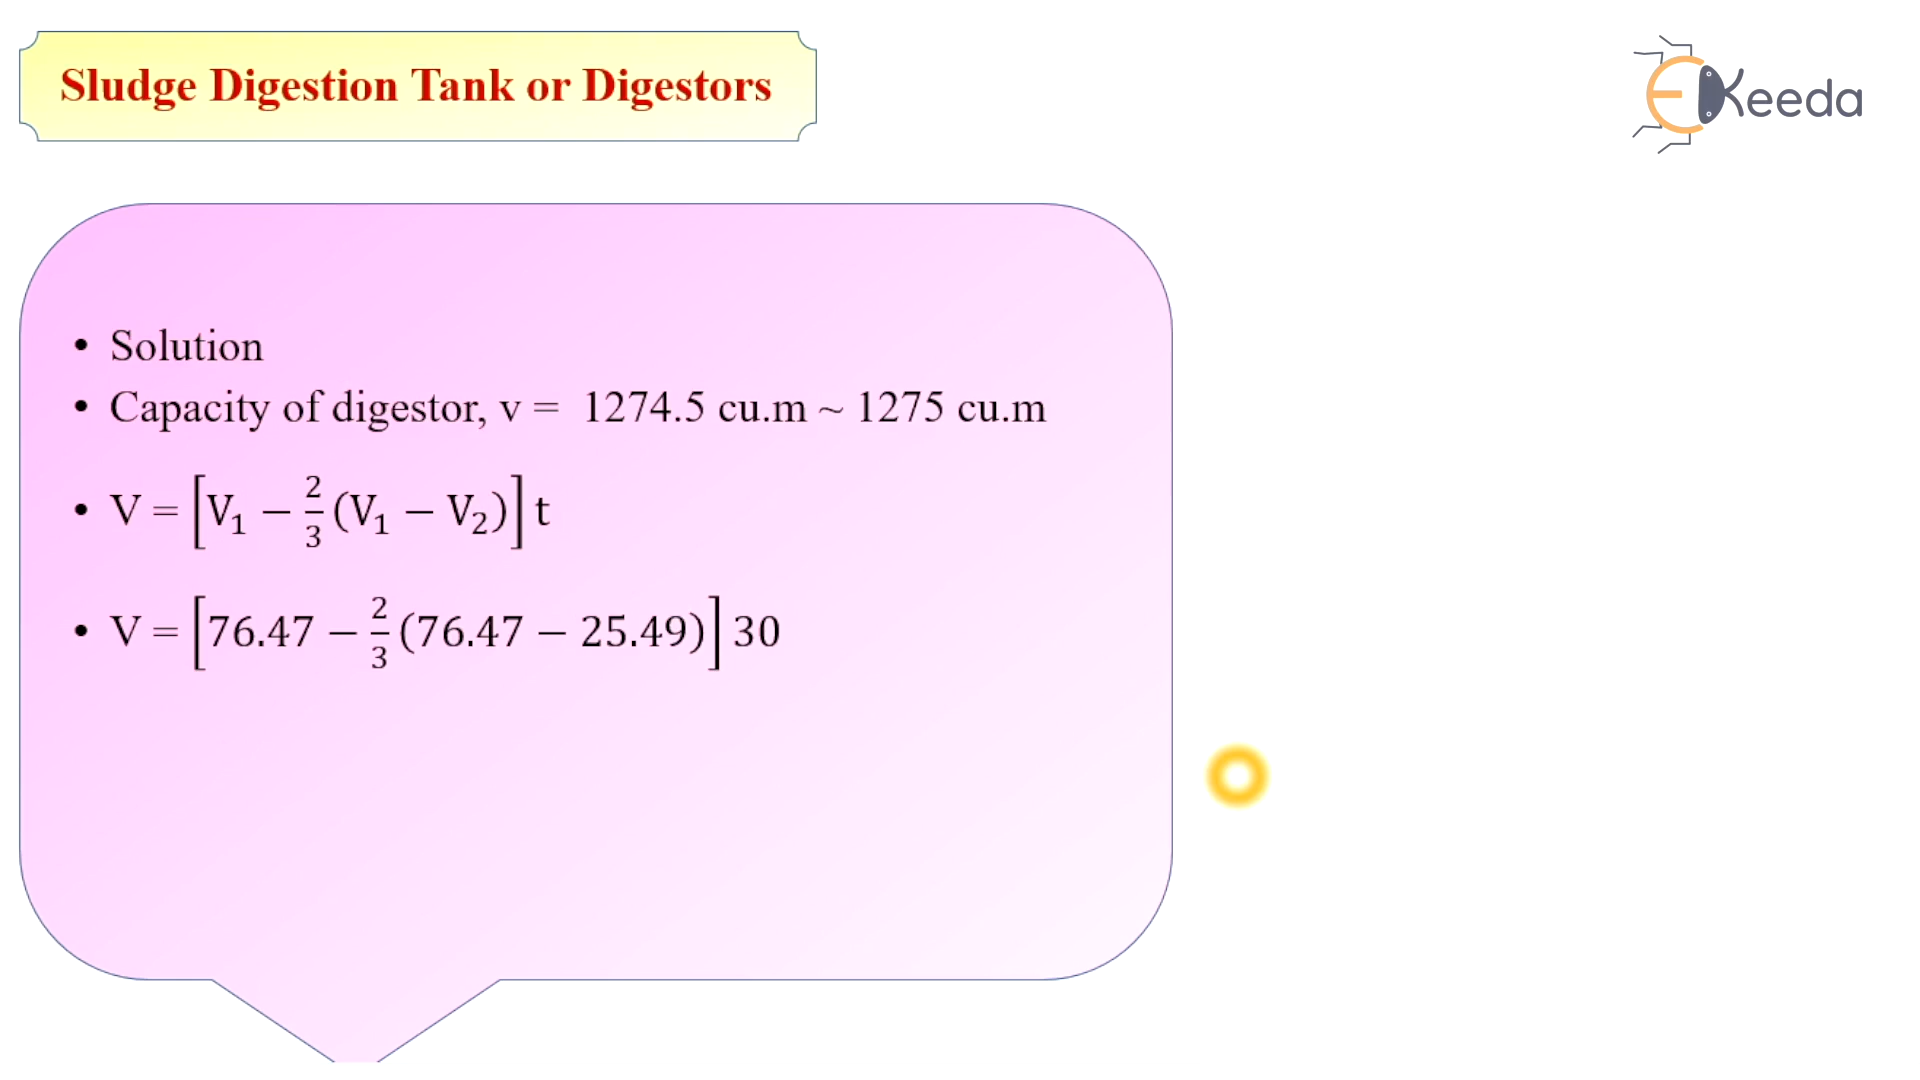 Sludge Digestion Tank or Digestors
EKeeda
• Solution
• Capacity of digestor, v = 1274.5 cu.m ~ 1275 cu.m
• V = [V₁ − 2/3 (V₁ − V₂)] t
• V = [76.47 − 2/3 (76.47 − 25.49)] 30